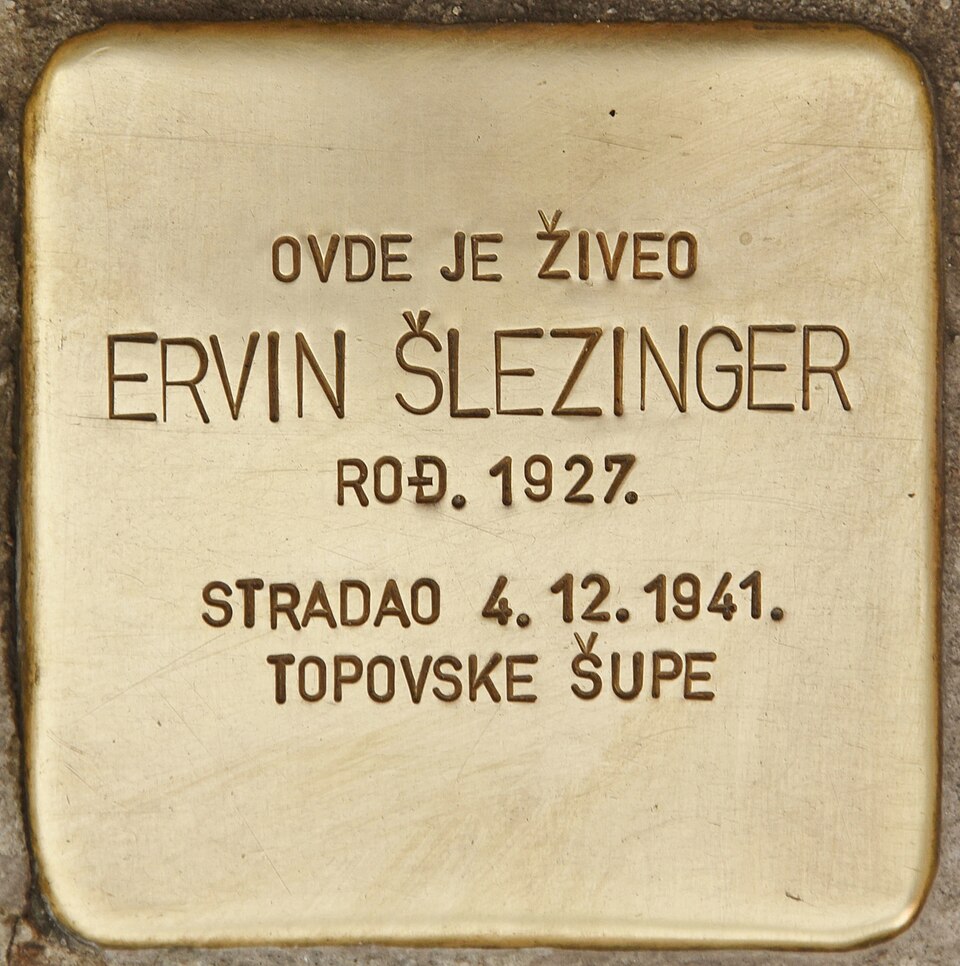 OVDE JE ŽIVEO
ERVIN ŠLEZINGER
ROĐ. 1927.
STRADAO 4.12.1941.
TOPOVSKE ŠUPE